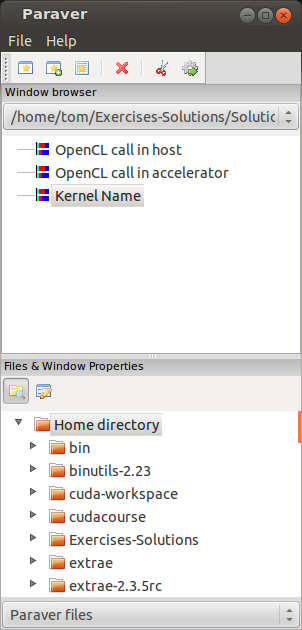 Paraver
File Help
Window browser
/home/tom/Exercises-Solutions/Solutic
OpenCL call in host
OpenCL call in accelerator
Kernel Name
Files & Window Properties
Home directory
bin
binutils-2.23
cuda-workspace
cudacourse
Exercises-Solutions
extrae
extrae-2.3.5rc
Paraver files